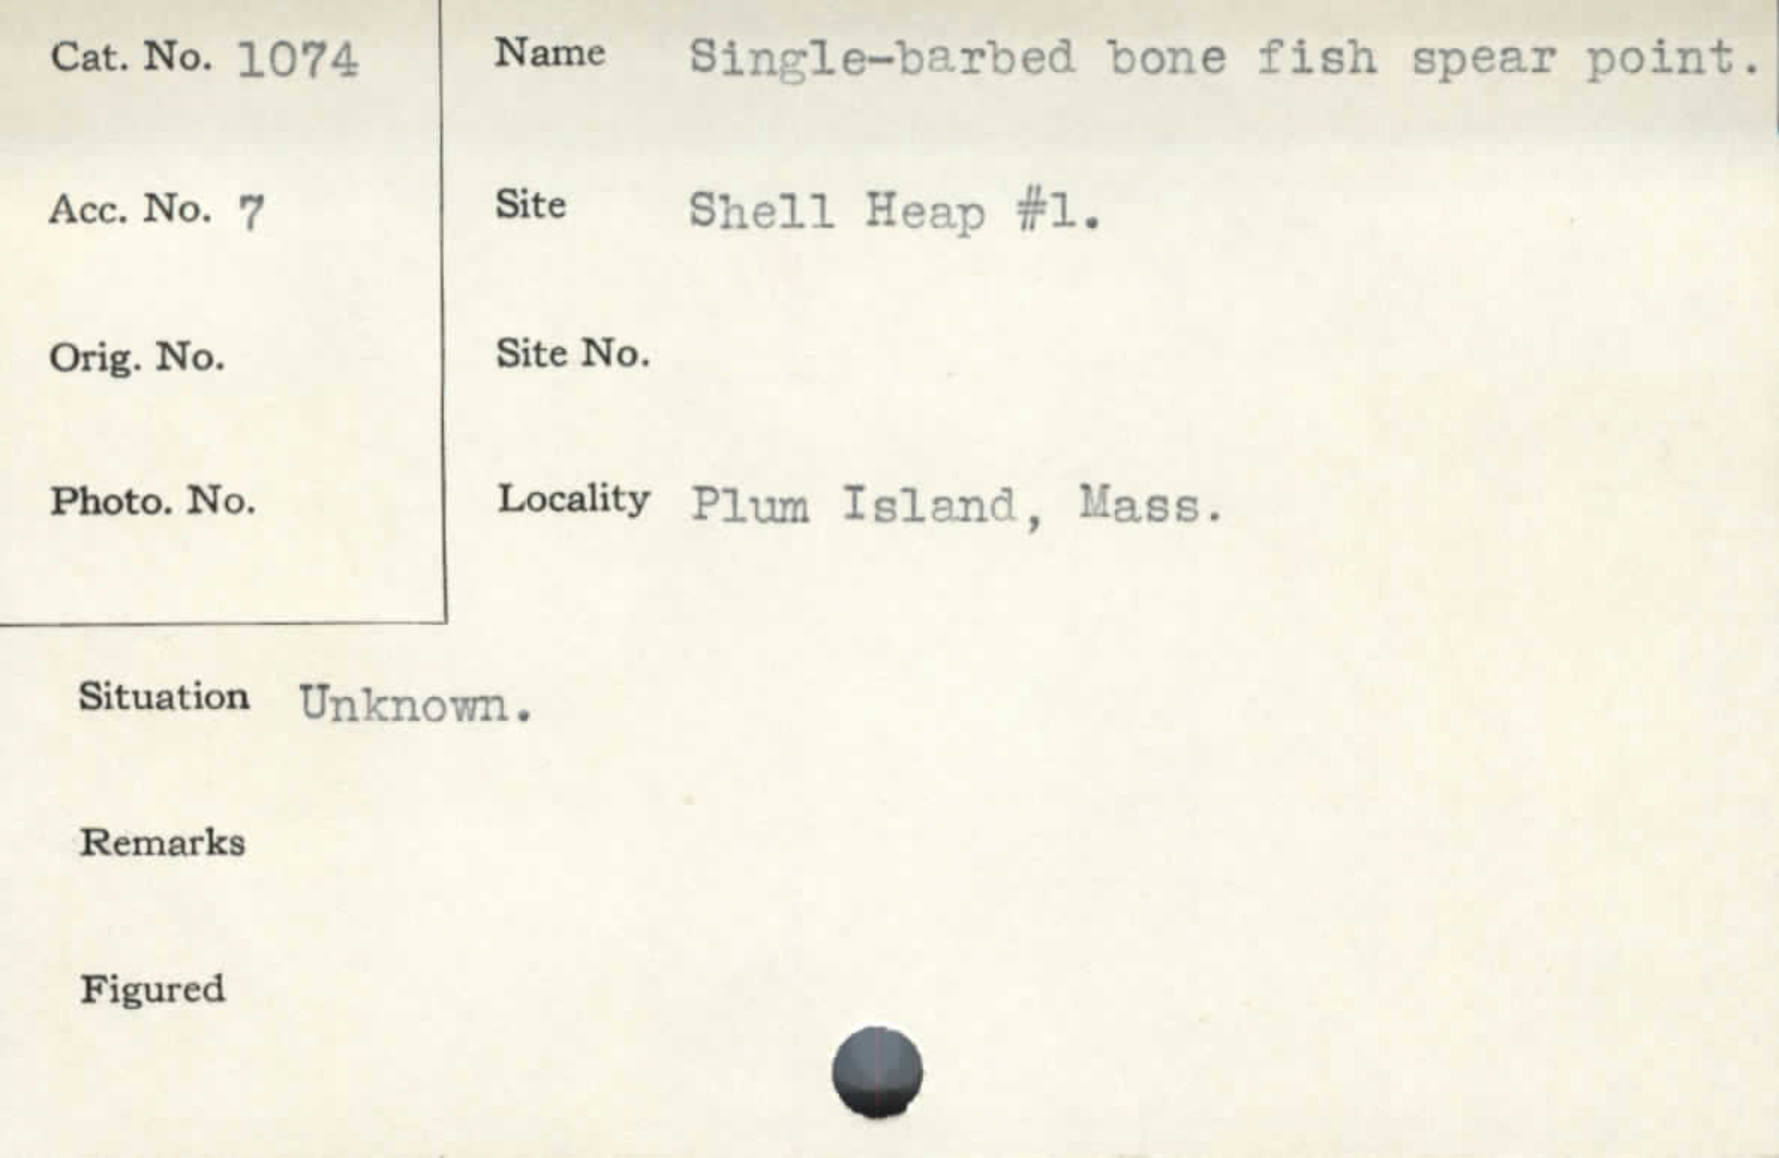 Cat. No. 1074
Name Single-barbed bone fish spear point.
Acc. No. 7
Site Shell Heap #1.
Orig. No.
Site No.
Photo. No.
Locality Plum Island, Mass.
Situation Unknown.
Remarks
Figured